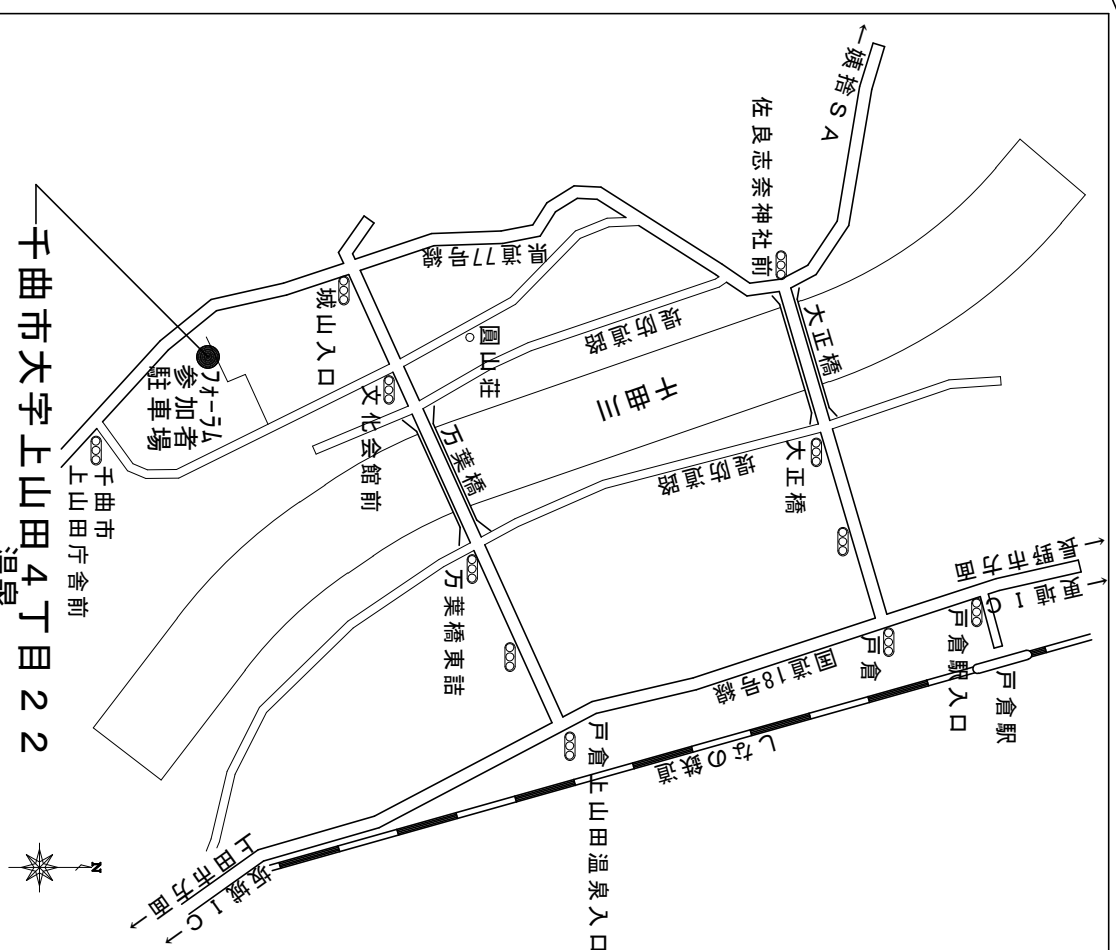 ←姨捨SA
佐良志奈神社前
県道77号線
大正橋
堤防道路
城山入口
圓山荘
千曲川
フォーラム
参加者
駐車場
文化会館前
万葉橋
大正橋
堤防道路
千曲市
上山田庁舎前
万葉橋東詰
←長野市方面
←更埴IC
戸倉
戸倉駅入口
戸倉駅
国道18号線
しなの鉄道
戸倉上山田温泉入口
上田市方面→
坂城IC→
千曲市大字上山田4丁目22
温泉
N